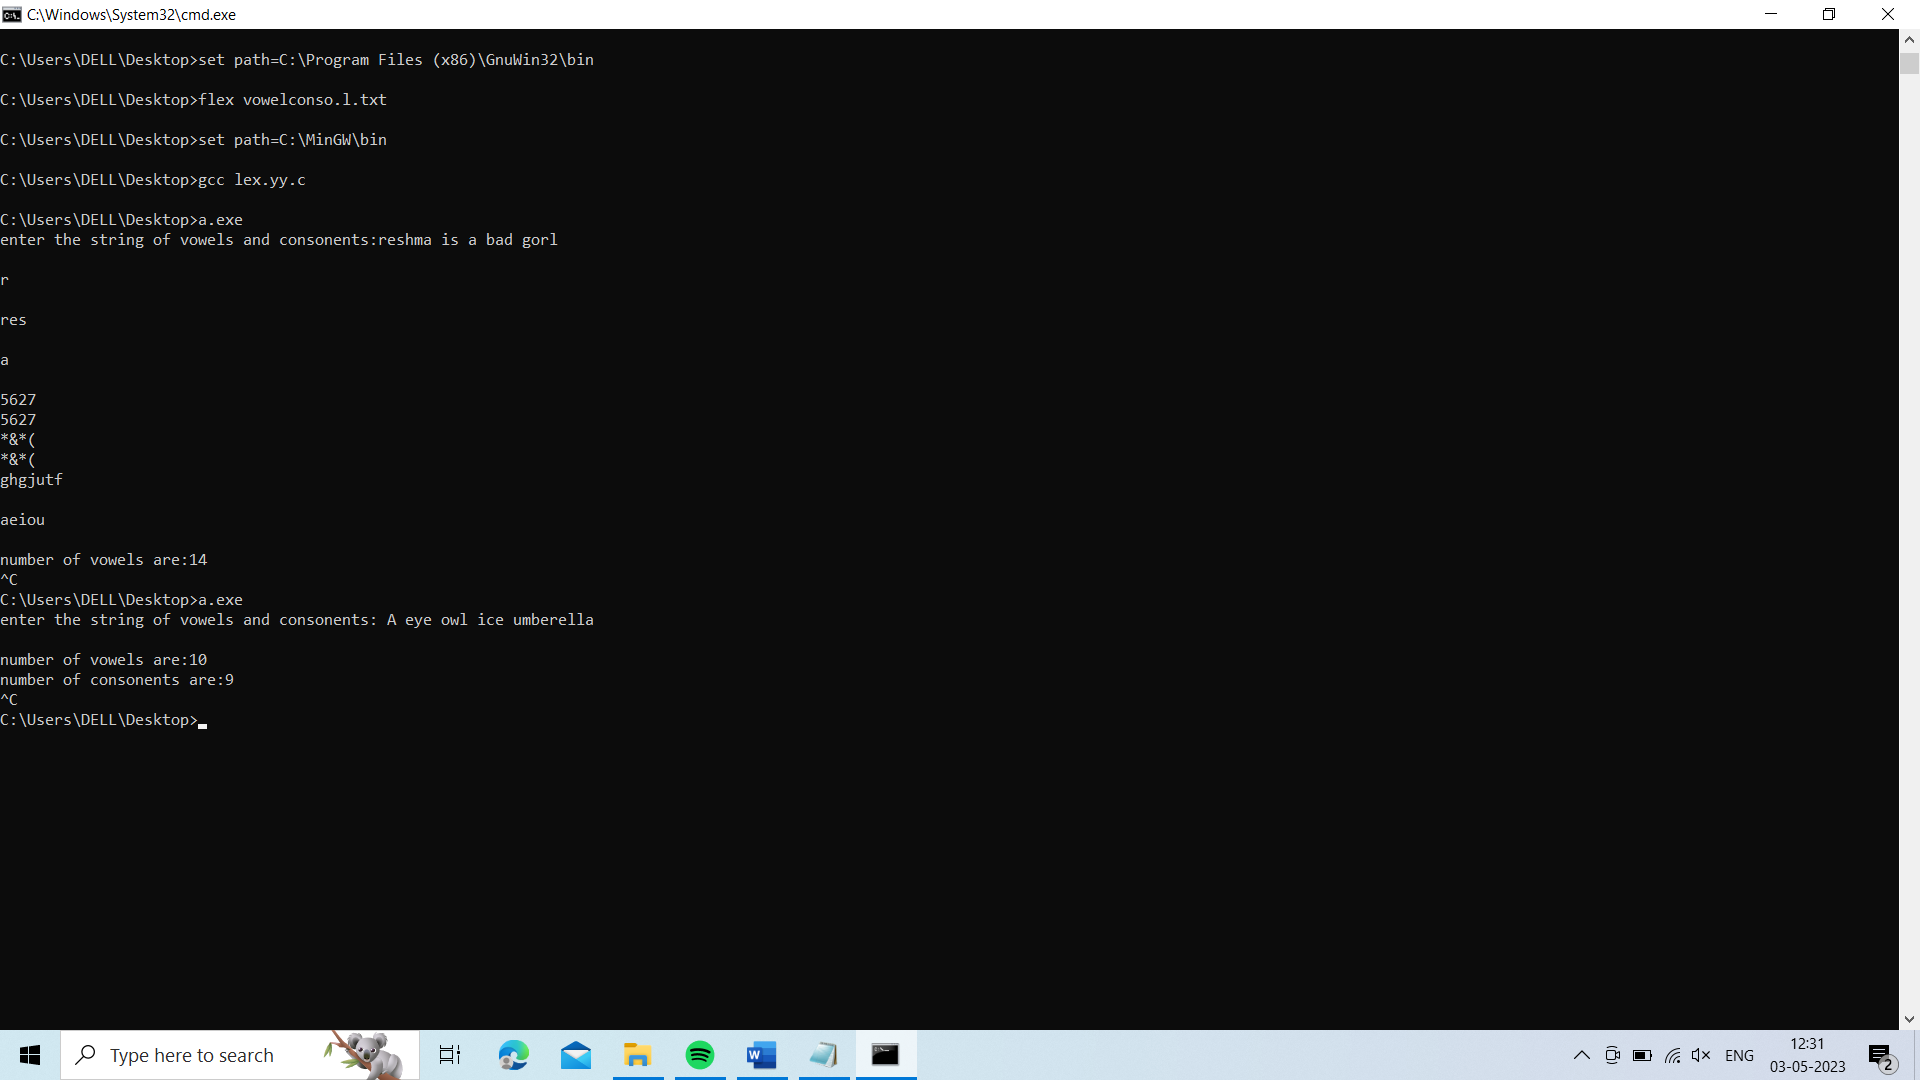 C:\Windows\System32\cmd.exe
C:\Users\DELL\Desktop>set path=C:\Program Files (x86)\GnuWin32\bin
C:\Users\DELL\Desktop>flex vowelconso.l.txt
C:\Users\DELL\Desktop>set path=C:\MinGW\bin
C:\Users\DELL\Desktop>gcc lex.yy.c
C:\Users\DELL\Desktop>a.exe
enter the string of vowels and consonents:reshma is a bad gorl
r
res
a
5627
5627
*&*(
*&*(
ghgjutf
aeiou
number of vowels are:14
^C
C:\Users\DELL\Desktop>a.exe
enter the string of vowels and consonents: A eye owl ice umberella
number of vowels are:10
number of consonents are:9
^C
C:\Users\DELL\Desktop>
Type here to search
ENG
12:31
03-05-2023
2